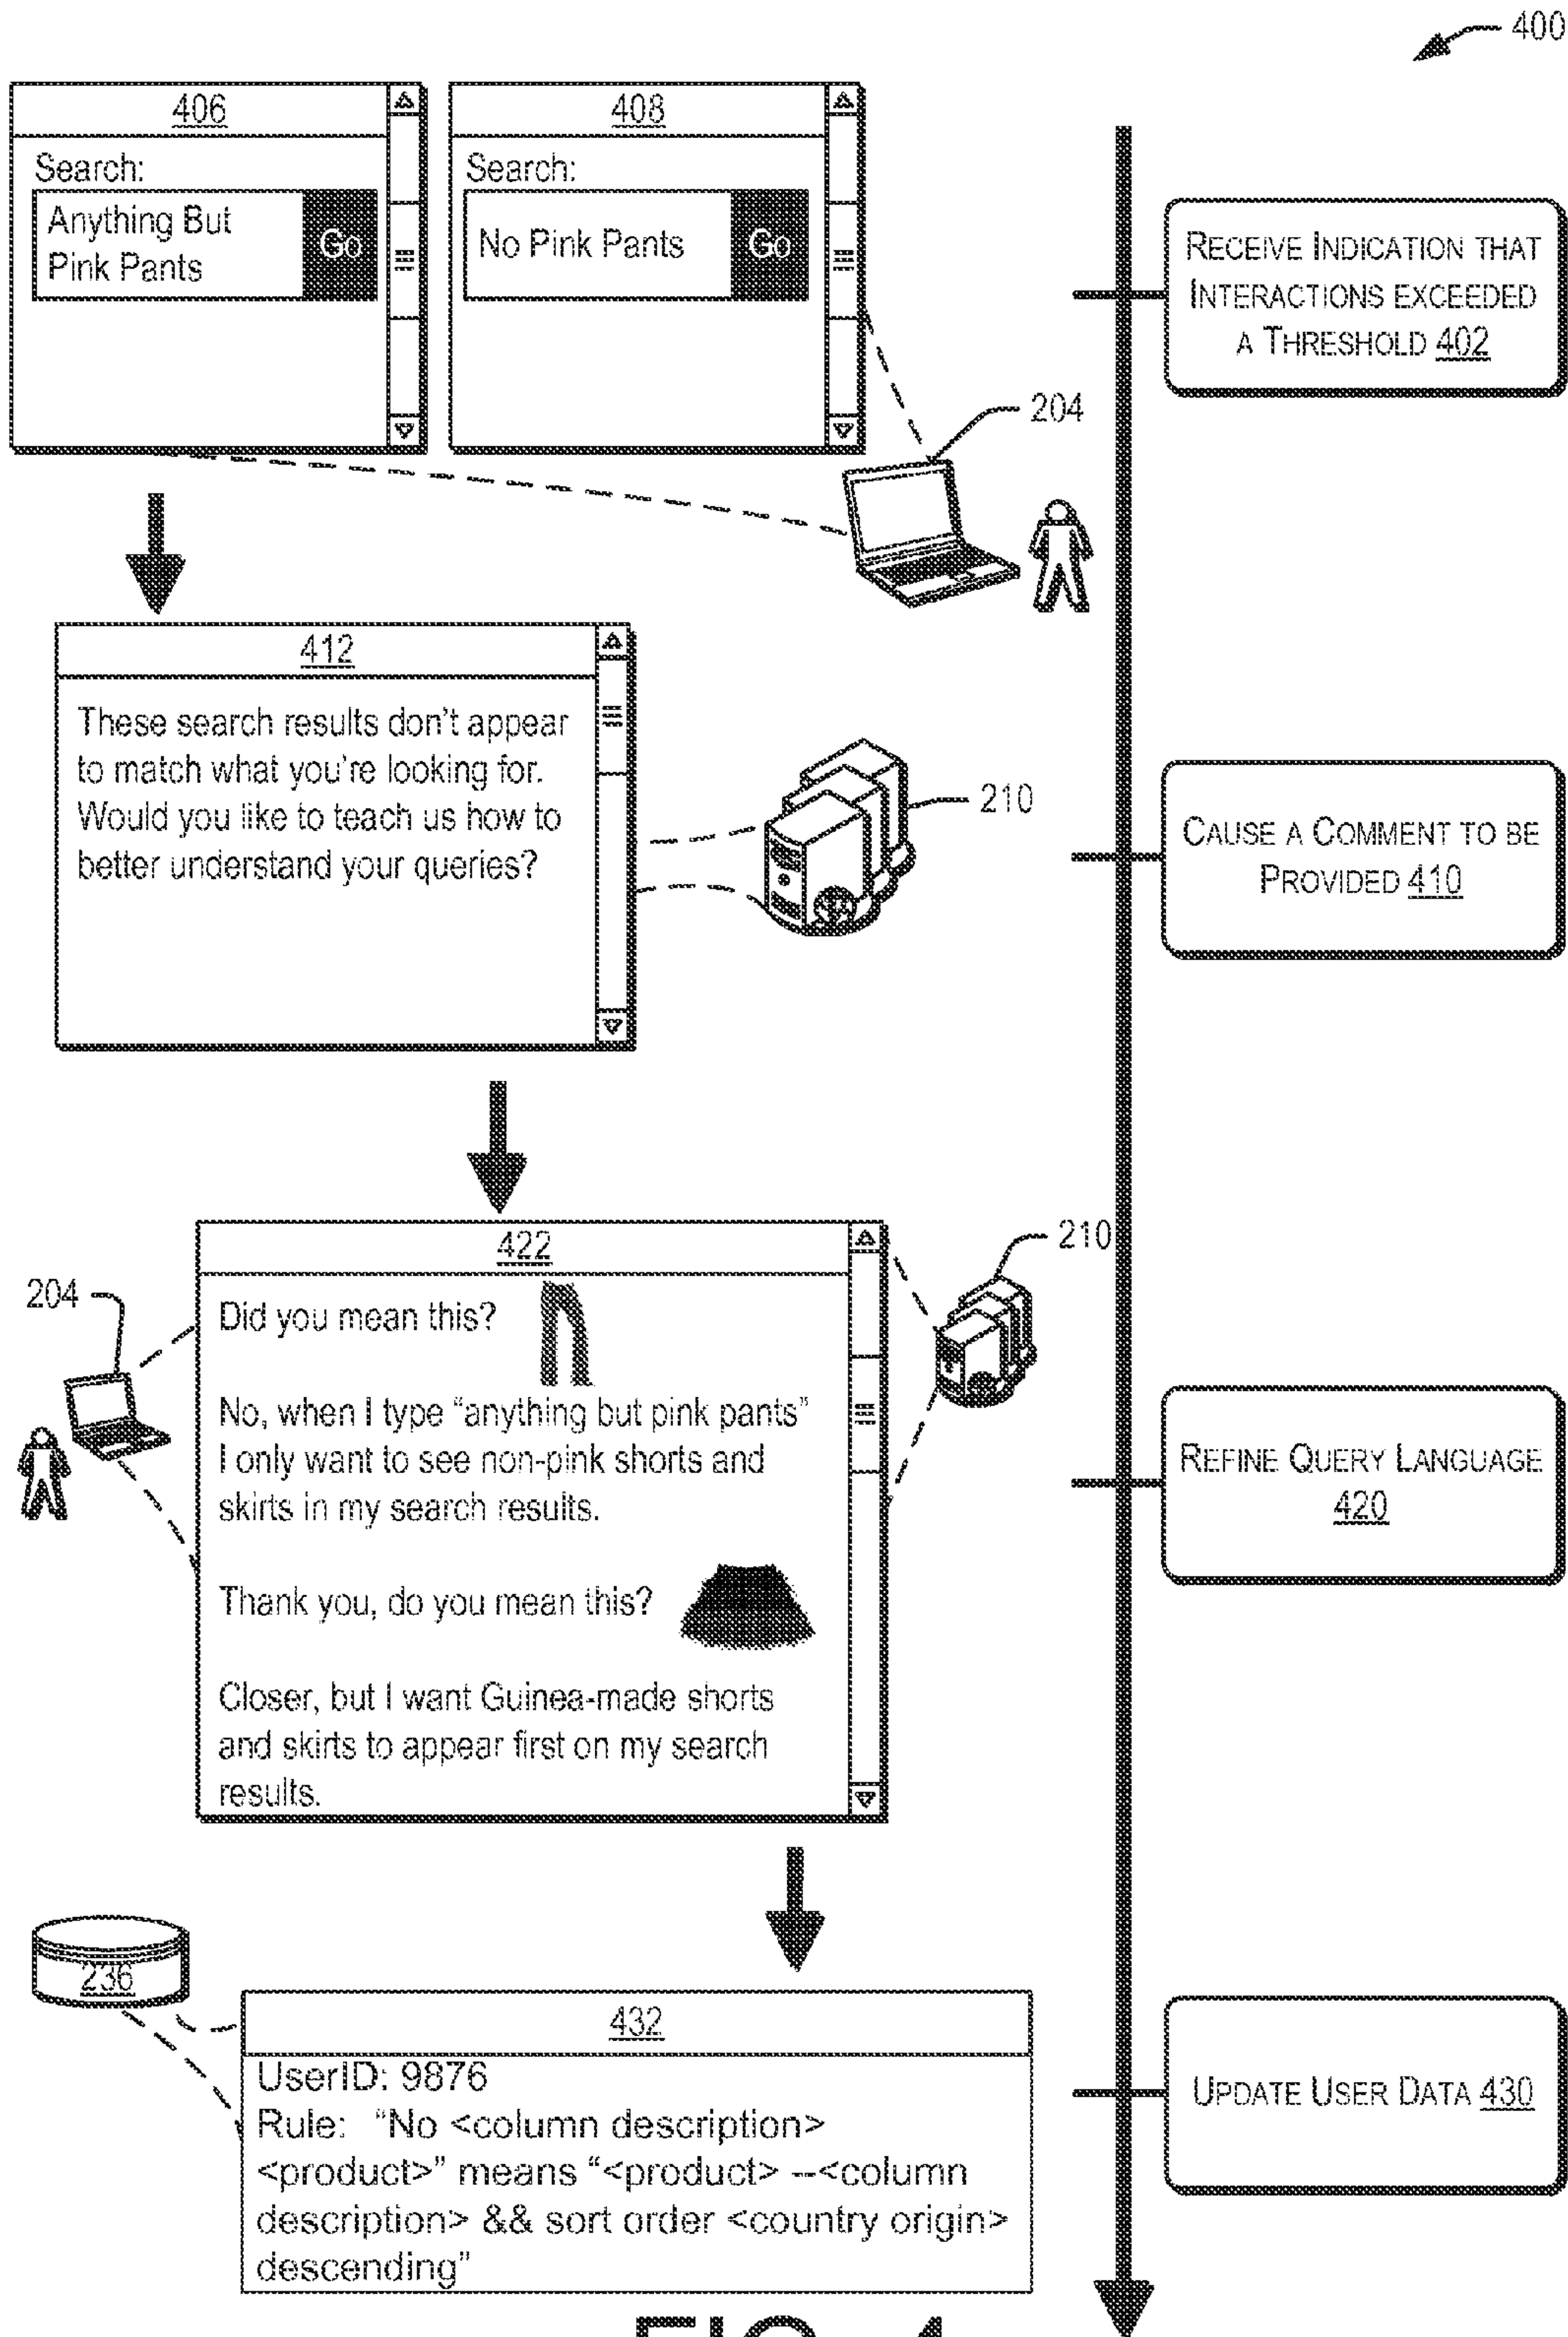 400
406
Search:
Anything But
Pink Pants
Go
408
Search:
No Pink Pants
Go
RECEIVE INDICATION THAT
INTERACTIONS EXCEEDED
A THRESHOLD 402
204
412
These search results don't appear
to match what you're looking for.
Would you like to teach us how to
better understand your queries?
210
CAUSE A COMMENT TO BE
PROVIDED 410
422
204
210
Did you mean this?
No, when I type “anything but pink pants”
I only want to see non-pink shorts and
skirts in my search results.
Thank you, do you mean this?
Closer, but I want Guinea-made shorts
and skirts to appear first on my search
results.
REFINE QUERY LANGUAGE
420
236
432
UserID: 9876
Rule: “No <column description>
<product>” means “<product> --<column
description> && sort order <country origin>
descending”
UPDATE USER DATA 430